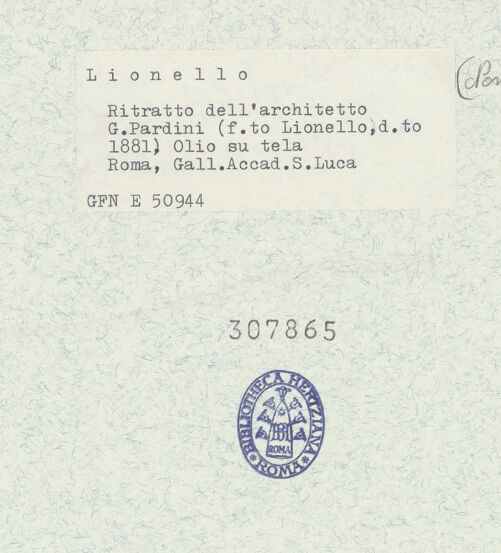 Lionello
Ritratto dell'architetto
G.Pardini (f.to Lionello,d.to
1881) Olio su tela
Roma, Gall.Accad.S.Luca
GFN E 50944
307865
BIBLIOTHECA HERTZIANA
ROMA
ROMA